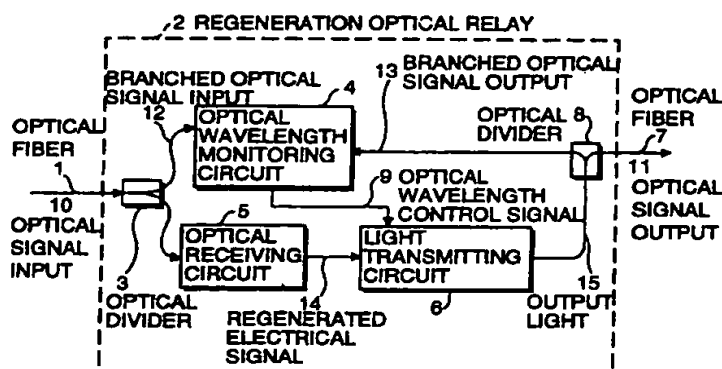 2 REGENERATION OPTICAL RELAY
BRANCHED OPTICAL
SIGNAL INPUT
4
13
BRANCHED OPTICAL
SIGNAL OUTPUT
12
OPTICAL
WAVELENGTH
MONITORING
CIRCUIT
OPTICAL 8
DIVIDER
OPTICAL
FIBER
7
11
OPTICAL
SIGNAL
OUTPUT
OPTICAL
FIBER
1
10
OPTICAL
SIGNAL
INPUT
3
OPTICAL
DIVIDER
9
OPTICAL
WAVELENGTH
CONTROL SIGNAL
5
OPTICAL
RECEIVING
CIRCUIT
14
REGENERATED
ELECTRICAL
SIGNAL
LIGHT
TRANSMITTING
CIRCUIT
6
15
OUTPUT
LIGHT